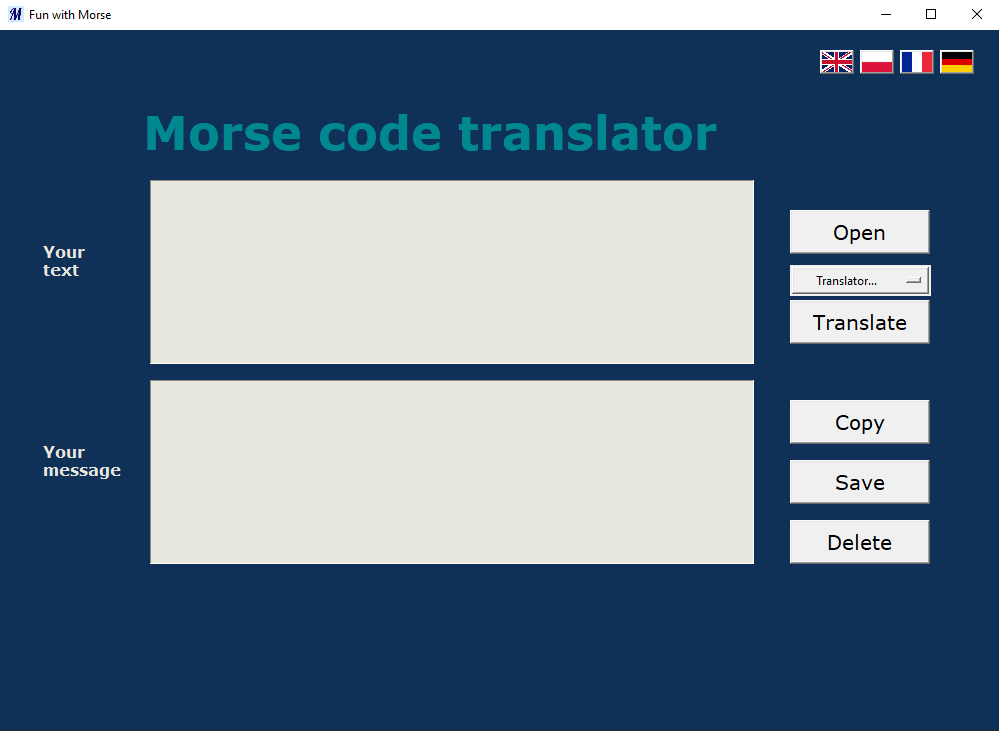 M Fun with Morse
Morse code translator
Your
text
Open
Translator...
Translate
Your
message
Copy
Save
Delete